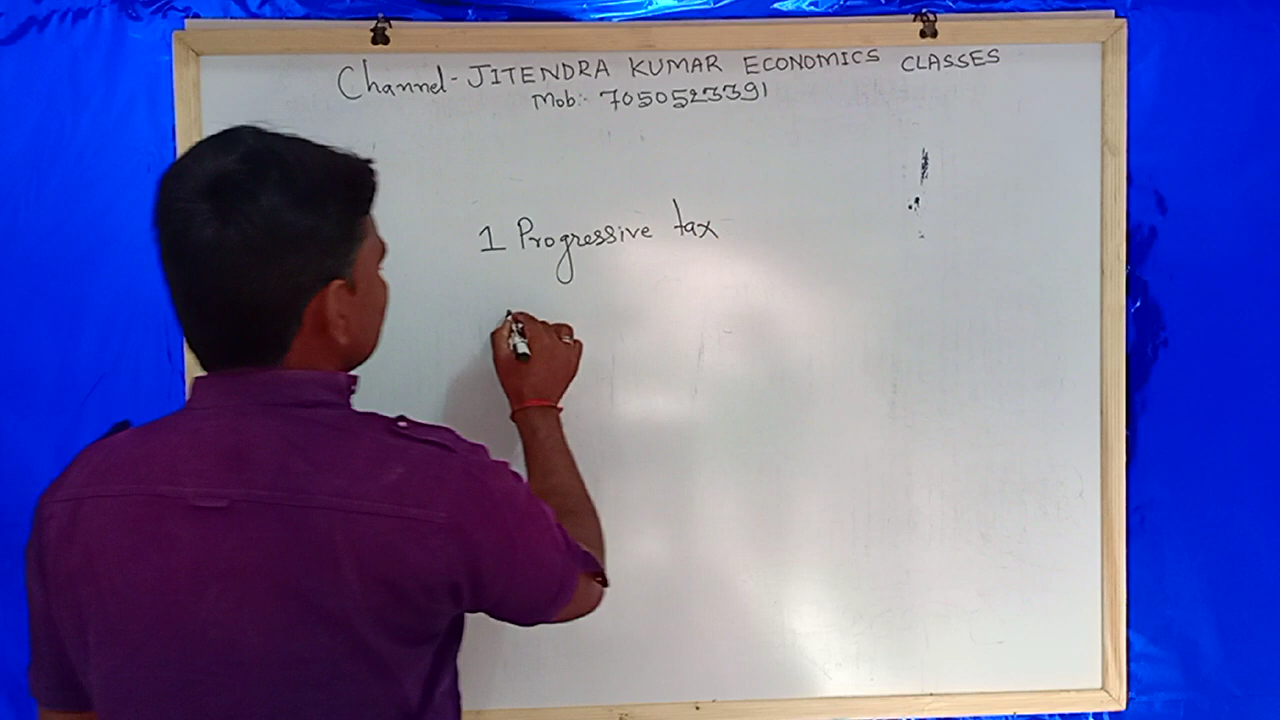 Channel - JITENDRA KUMAR ECONOMICS CLASSES
Mob:- 7050523391
1 Progressive tax